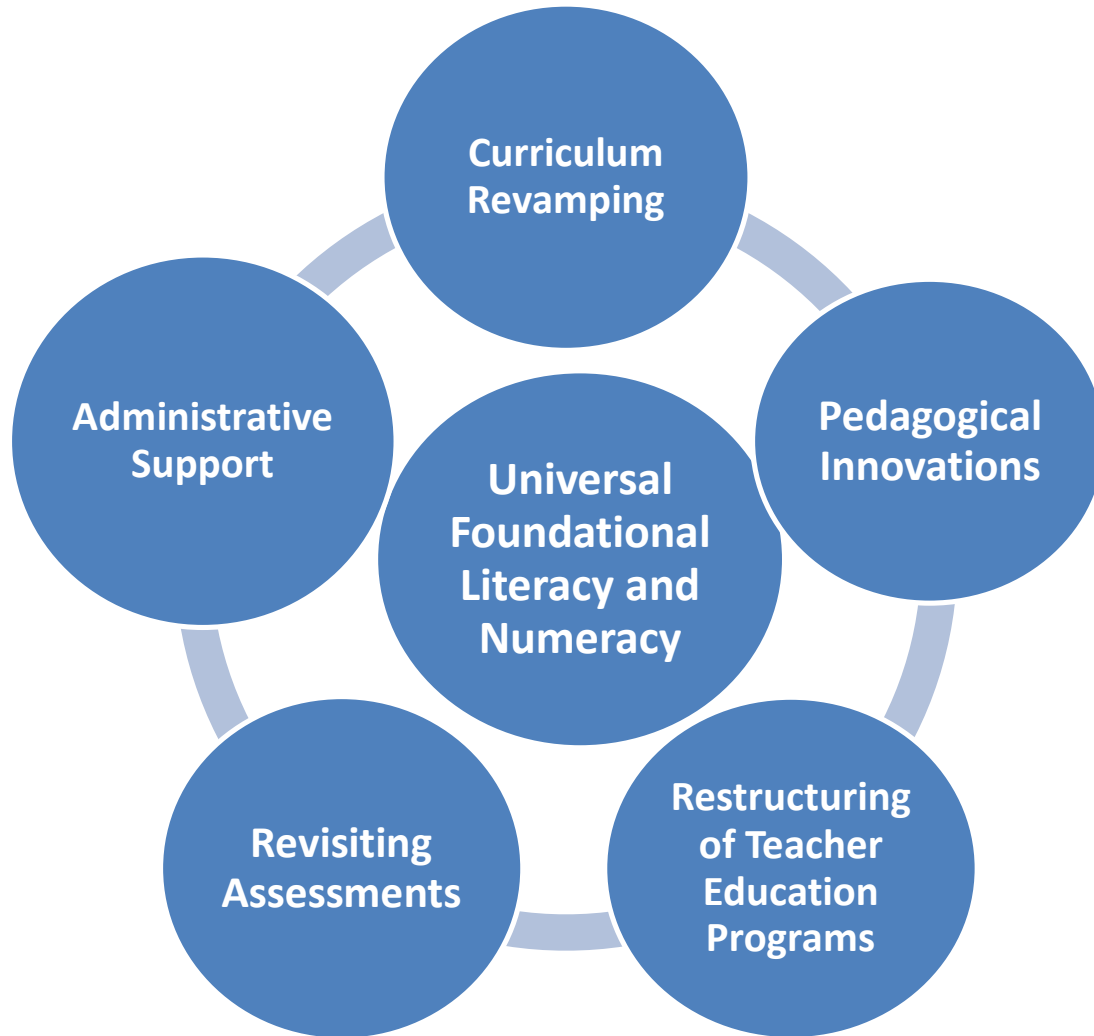 Curriculum
Revamping
Pedagogical
Innovations
Restructuring
of Teacher
Education
Programs
Revisiting
Assessments
Administrative
Support
Universal
Foundational
Literacy and
Numeracy